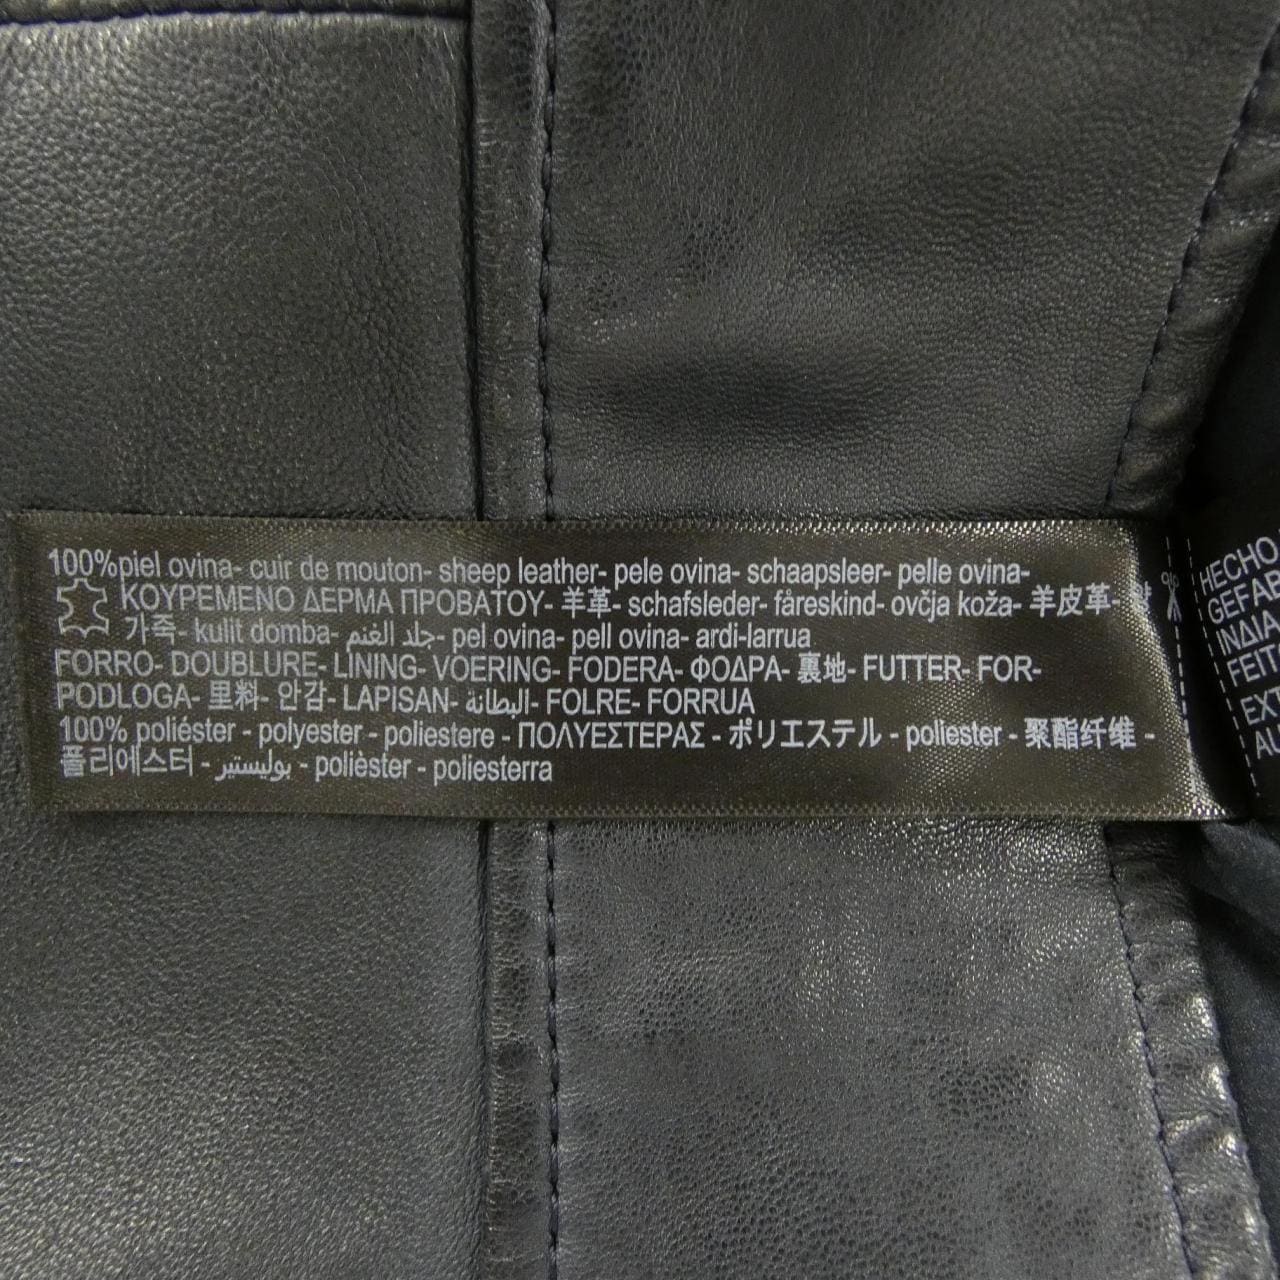 100%piel ovina- cuir de mouton- sheep leather- pele ovina- schaapsleer- pelle ovina-
ΚΟΥΡΕΜΕΝΟ ΔΕΡΜΑ ΠΡΟΒΑΤΟΥ- 羊革- schafsleder- fåreskind- ovčja koža- 羊皮革- 양
가죽- kulit domba- جلد الغنم- pel ovina- pell ovina- ardi-larrua
FORRO- DOUBLURE- LINING- VOERING- FODERA- ΦΟΔΡΑ- 裏地- FUTTER- FOR-
PODLOGA- 里料- 안감- LAPISAN- البطانة- FOLRE- FORRUA
100% poliéster - polyester - poliestere - ΠΟΛΥΕΣΤΕΡΑΣ - ポリエステル - poliester - 聚酯纤维 -
폴리에스터 - بوليستير - polièster - poliesterra
HECHO
GEFAB
ΙΝΔΙΑ
FEITO
EXT
AU